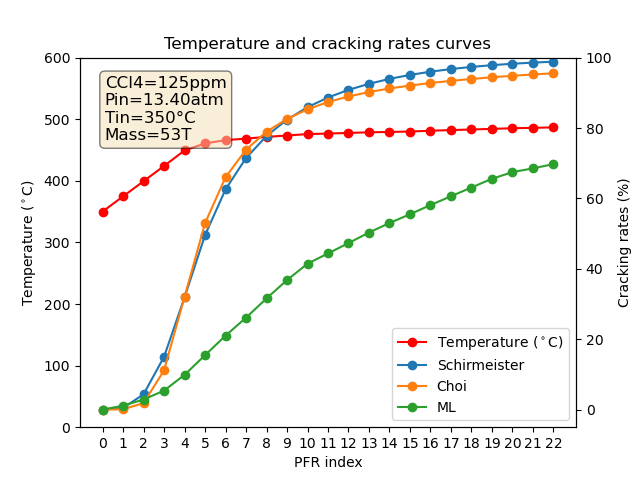 Temperature and cracking rates curves
CCl4=125ppm
Pin=13.40atm
Tin=350°C
Mass=53T
Temperature (°C)
600
500
400
300
200
100
0
100
80
60
40
20
0
Cracking rates (%)
Temperature (°C)
Schirmeister
Choi
ML
0 1 2 3 4 5 6 7 8 9 10 11 12 13 14 15 16 17 18 19 20 21 22
PFR index